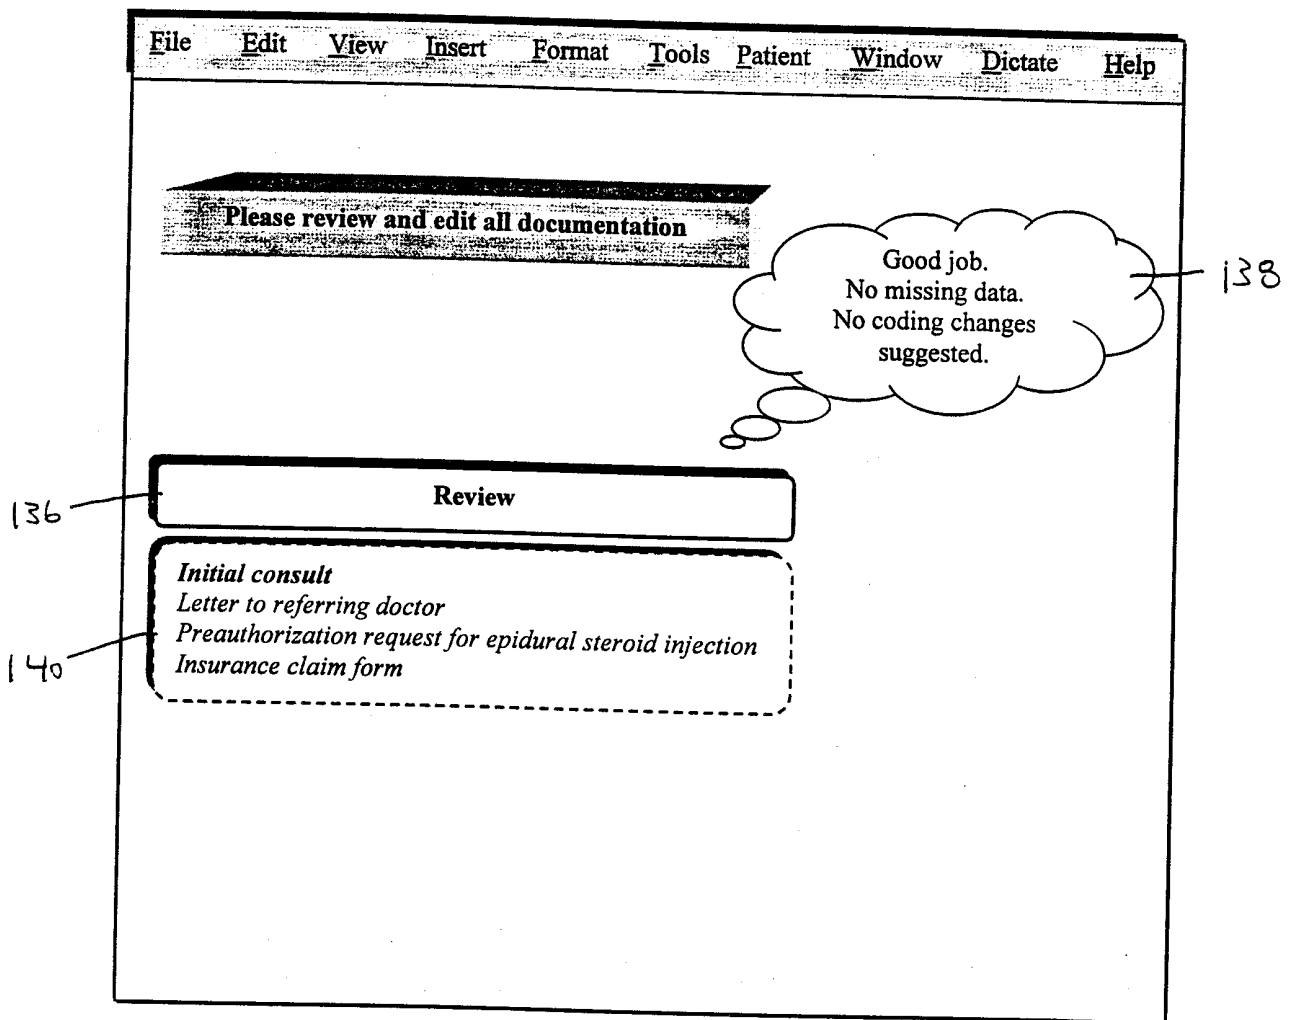 File Edit View Insert Format Tools Patient Window Dictate Help
Please review and edit all documentation
Good job.
No missing data.
No coding changes
suggested.
138
136
Review
Initial consult
Letter to referring doctor
Preauthorization request for epidural steroid injection
Insurance claim form
140